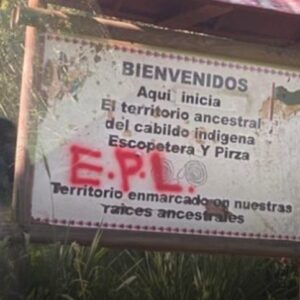 BIENVENIDOS
Aqui inicia
El territorio ancestral
del cabildo indigena
Escopetera Y Pirza
E.P.L.
Territorio enmarcado en nuestras
raices ancestrales